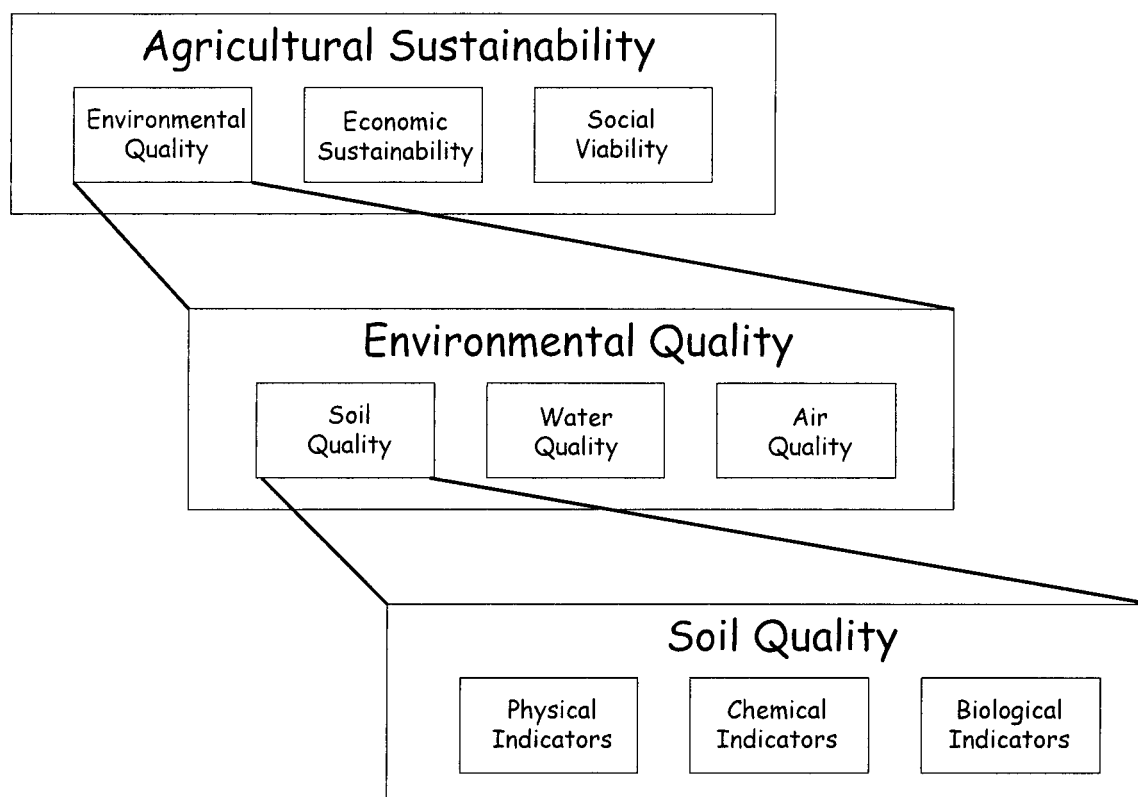 Agricultural Sustainability
Environmental
Quality
Economic
Sustainability
Social
Viability
Environmental Quality
Soil
Quality
Water
Quality
Air
Quality
Soil Quality
Physical
Indicators
Chemical
Indicators
Biological
Indicators